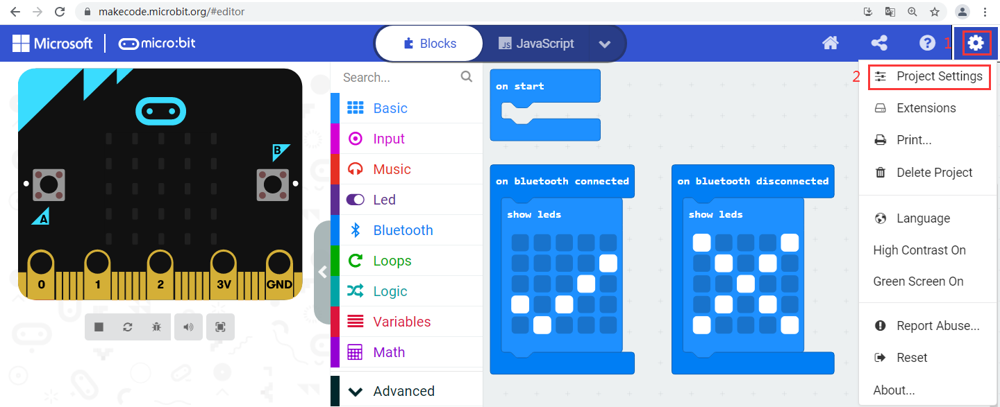 makecode.microbit.org/#editor
Microsoft
micro:bit
Blocks
JS JavaScript
1
2
Project Settings
Extensions
Print...
Delete Project
Language
High Contrast On
Green Screen On
Report Abuse...
Reset
About...
B
A
0
1
2
3V
GND
Search...
Basic
Input
Music
Led
Bluetooth
Loops
Logic
Variables
Math
Advanced
on start
on bluetooth connected
show leds
on bluetooth disconnected
show leds